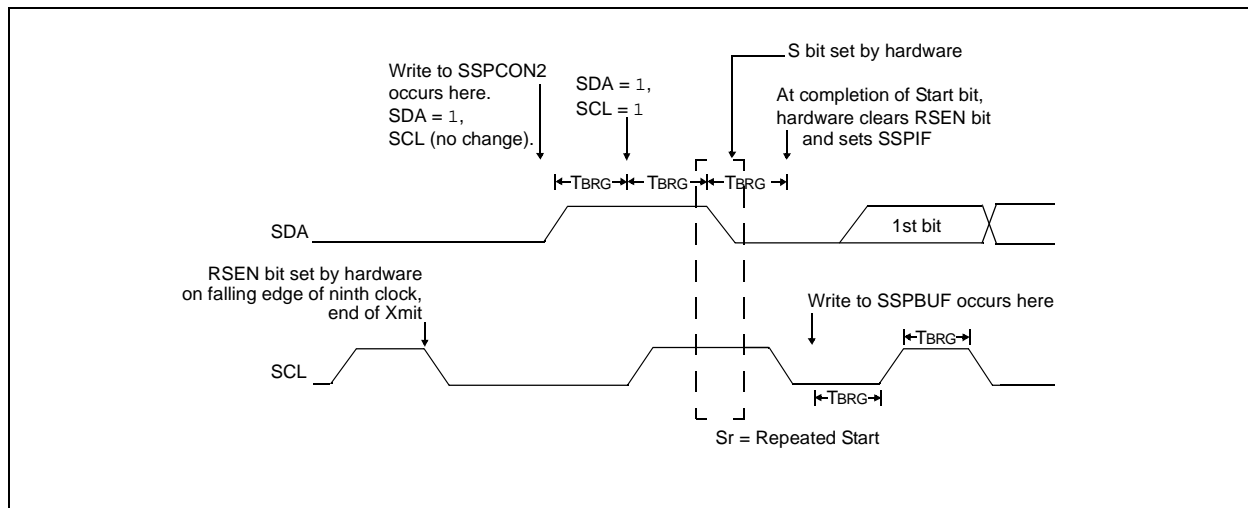 S bit set by hardware
Write to SSPCON2
occurs here.
SDA = 1,
SCL (no change).
SDA = 1,
SCL = 1
At completion of Start bit,
hardware clears RSEN bit
and sets SSPIF
TBRG
TBRG
TBRG
SDA
1st bit
RSEN bit set by hardware
on falling edge of ninth clock,
end of Xmit
Write to SSPBUF occurs here
TBRG
SCL
TBRG
Sr = Repeated Start